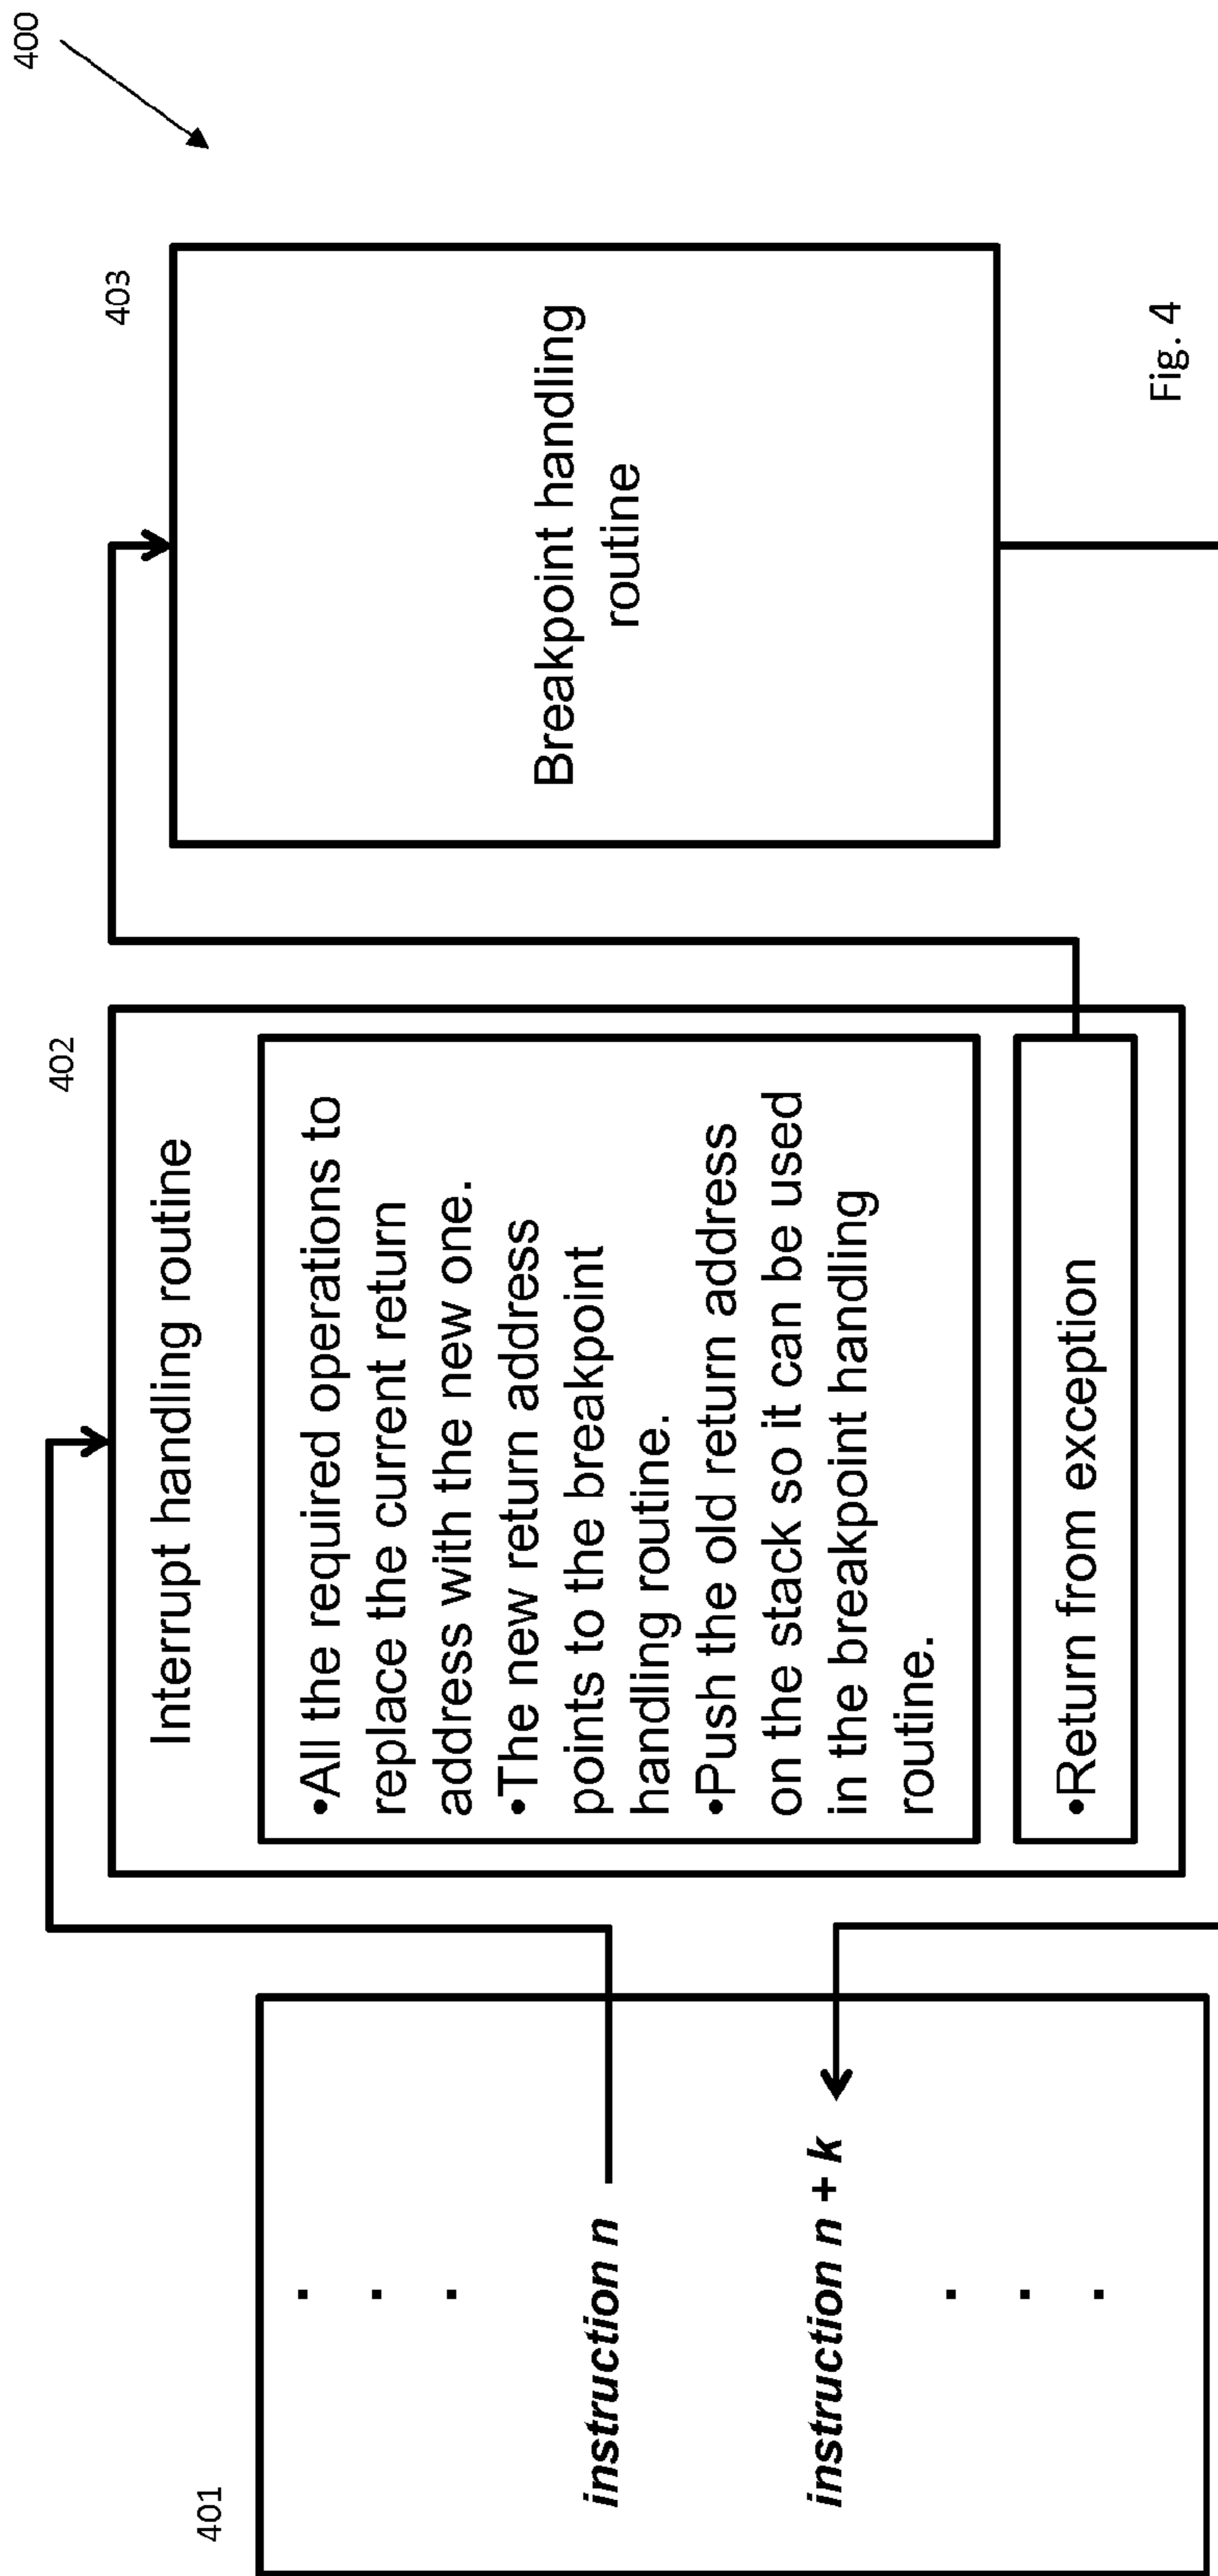 400
401
402
403
.
.
.
instruction n
instruction n + k
.
.
.
Interrupt handling routine
•All the required operations to
replace the current return
address with the new one.
•The new return address
points to the breakpoint
handling routine.
•Push the old return address
on the stack so it can be used
in the breakpoint handling
routine.
•Return from exception
Breakpoint handling
routine
Fig. 4